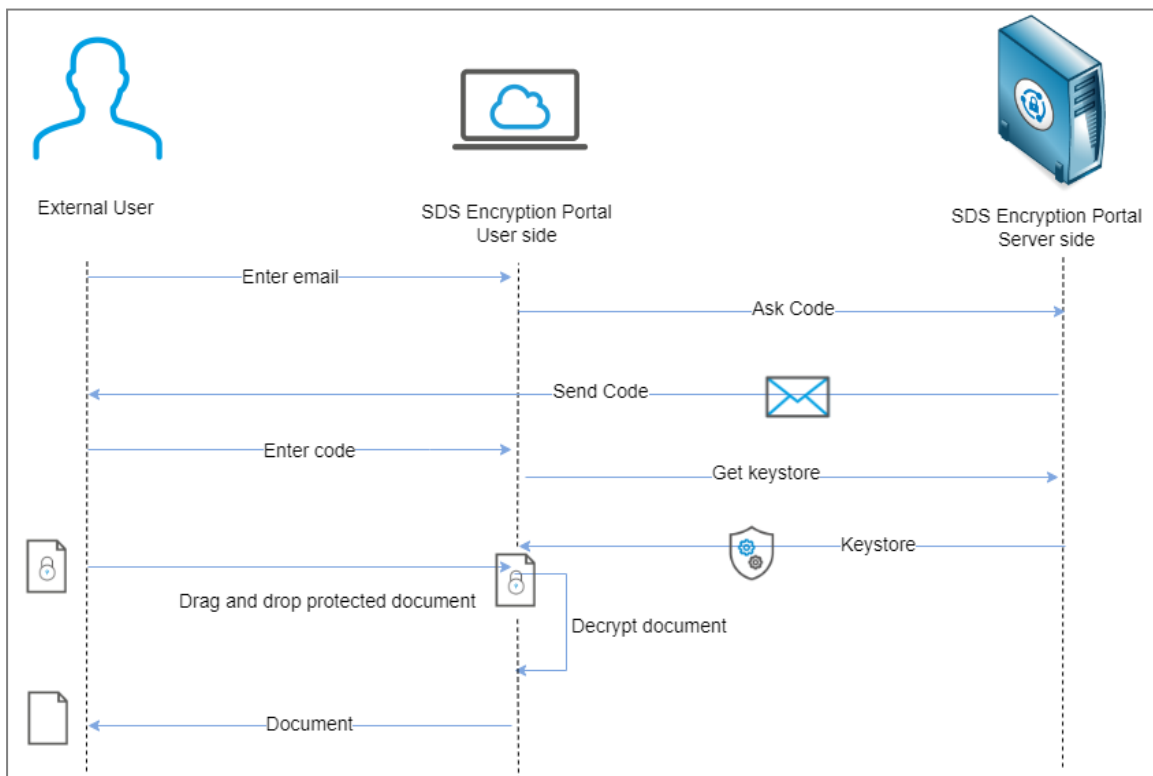 External User
SDS Encryption Portal
User side
SDS Encryption Portal
Server side
Enter email
Ask Code
Send Code
Enter code
Get keystore
Keystore
Drag and drop protected document
Decrypt document
Document